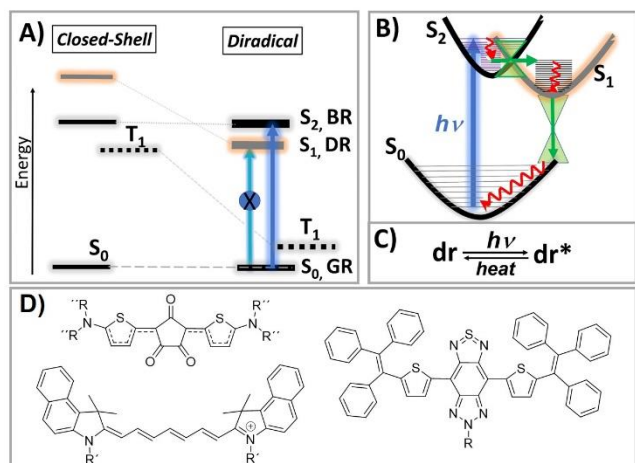 A)
Closed-Shell
Diradical
Energy
T₁
S₀
S₂, BR
S₁, DR
T₁
S₀, GR
X
B)
S₂
S₁
hν
S₀
C)
dr hν heat dr*
D)
R´´ N R´´ S O O O S N R´´ R´´
N R´ N ⊕ R´
S N N S S N N N R